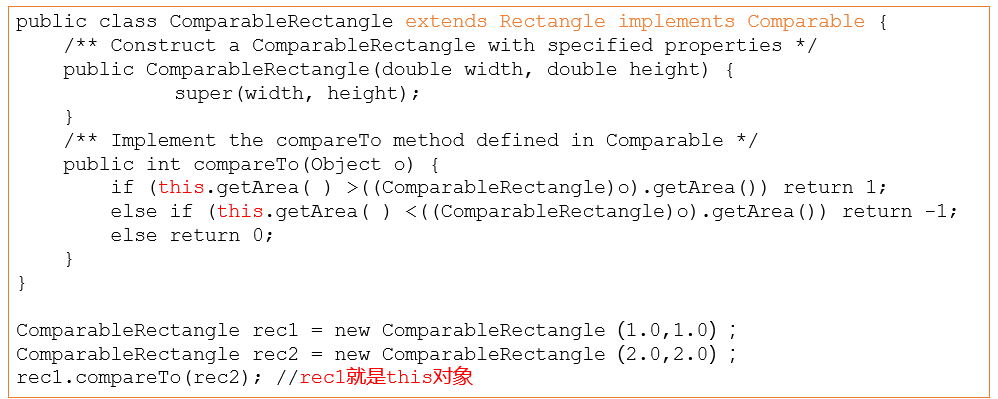 public class ComparableRectangle extends Rectangle implements Comparable {
    /** Construct a ComparableRectangle with specified properties */
    public ComparableRectangle(double width, double height) {
        super(width, height);
    }
    /** Implement the compareTo method defined in Comparable */
    public int compareTo(Object o) {
        if (this.getArea( ) >((ComparableRectangle)o).getArea()) return 1;
        else if (this.getArea( ) <((ComparableRectangle)o).getArea()) return -1;
        else return 0;
    }
}
ComparableRectangle rec1 = new ComparableRectangle（1.0,1.0）;
ComparableRectangle rec2 = new ComparableRectangle（2.0,2.0）;
rec1.compareTo(rec2); //rec1就是this对象